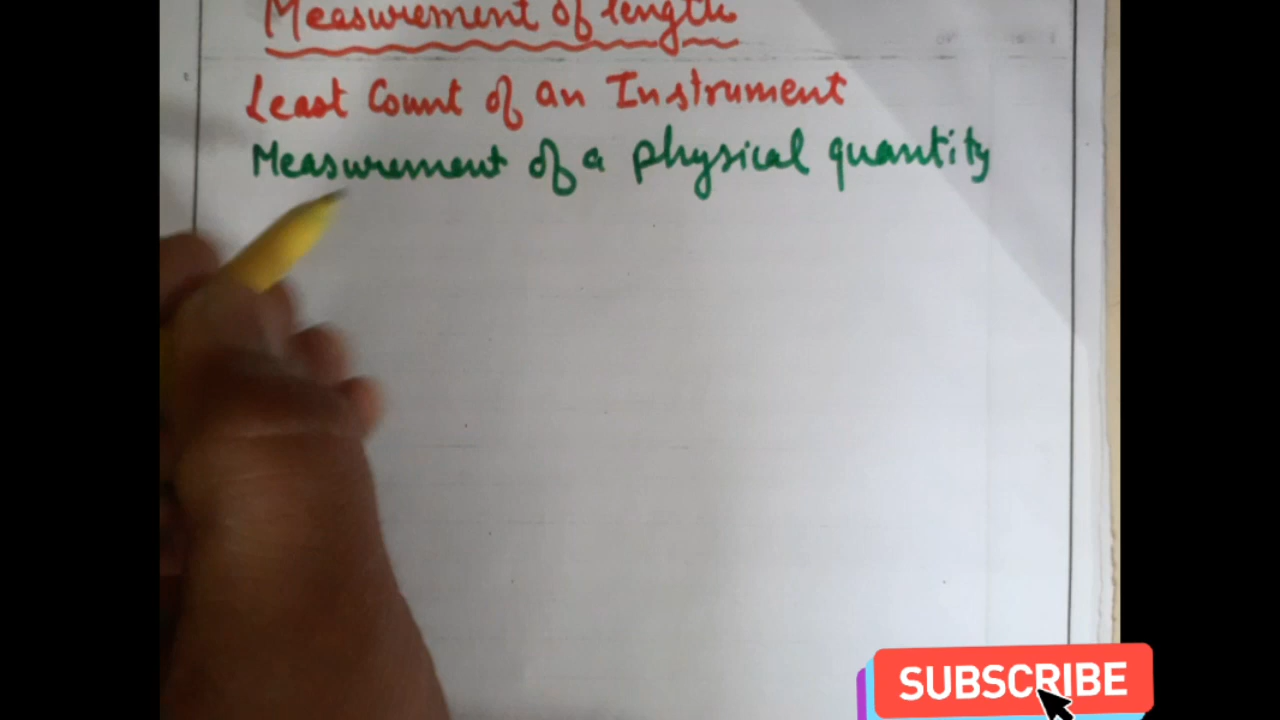 Measurement of length
Least Count of an Instrument
Measurement of a physical quantity
SUBSCRIBE